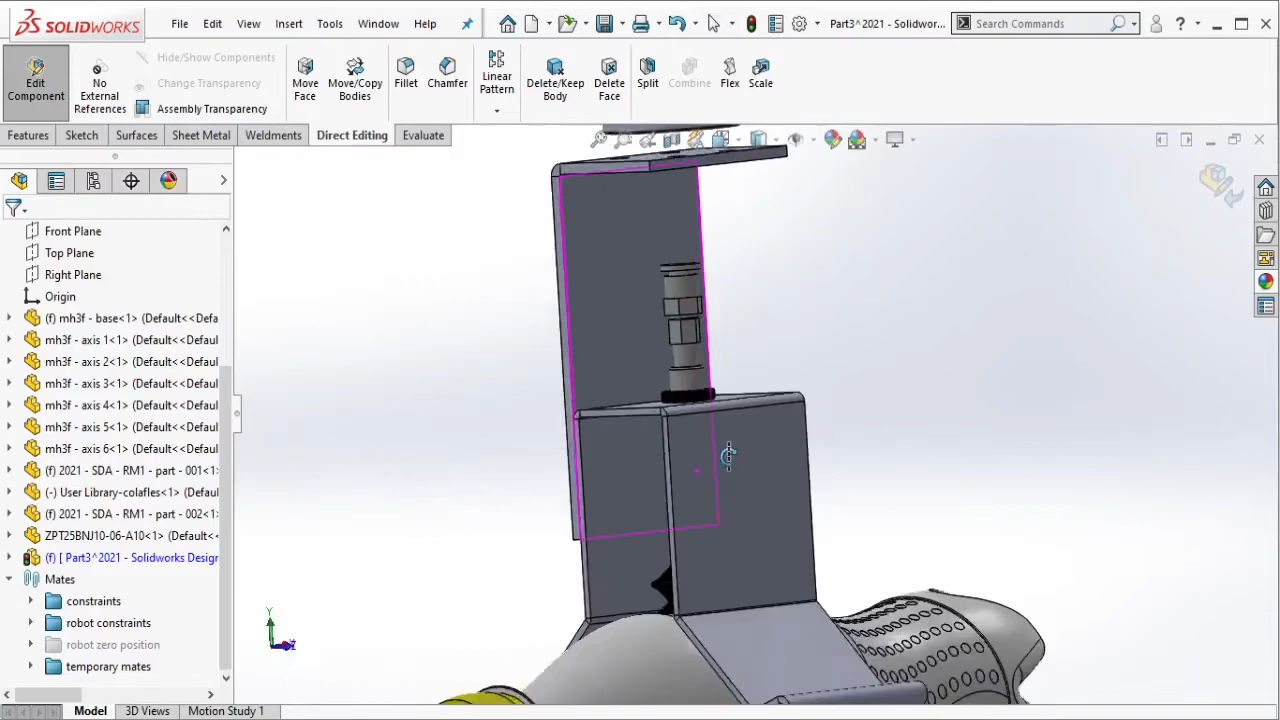 SOLIDWORKS File Edit View Insert Tools Window Help Part3^2021 - Solidwor... Search Commands ?
Edit Component
No External References
Hide/Show Components
Change Transparency
Assembly Transparency
Move Face
Move/Copy Bodies
Fillet
Chamfer
Linear Pattern
Delete/Keep Body
Delete Face
Split
Combine
Flex
Scale
Features Sketch Surfaces Sheet Metal Weldments Direct Editing Evaluate
Front Plane
Top Plane
Right Plane
Origin
(f) mh3f - base<1> (Default<<Defa
mh3f - axis 1<1> (Default<<Def
mh3f - axis 2<1> (Default<<Def
mh3f - axis 3<1> (Default<<Def
mh3f - axis 4<1> (Default<<Def
mh3f - axis 5<1> (Default<<Def
mh3f - axis 6<1> (Default<<Def
(f) 2021 - SDA - RM1 - part - 001<1>
(-) User Library-colafles<1> (Default
(f) 2021 - SDA - RM1 - part - 002<1>
ZPT25BNJ10-06-A10<1> (Default<
(f) [ Part3^2021 - Solidworks Design
Mates
constraints
robot constraints
robot zero position
temporary mates
Y
Z
Model 3D Views Motion Study 1